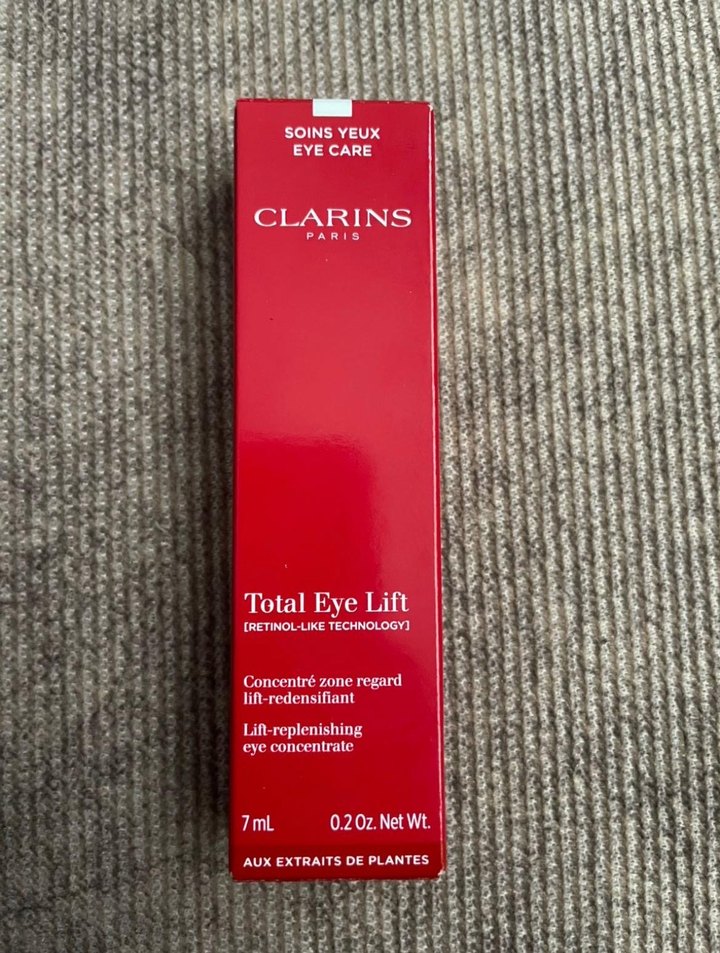 SOINS YEUX
EYE CARE
CLARINS
PARIS
Total Eye Lift
[RETINOL-LIKE TECHNOLOGY]
Concentré zone regard
lift-redensifiant
Lift-replenishing
eye concentrate
7 mL 0.2 Oz. Net Wt.
AUX EXTRAITS DE PLANTES